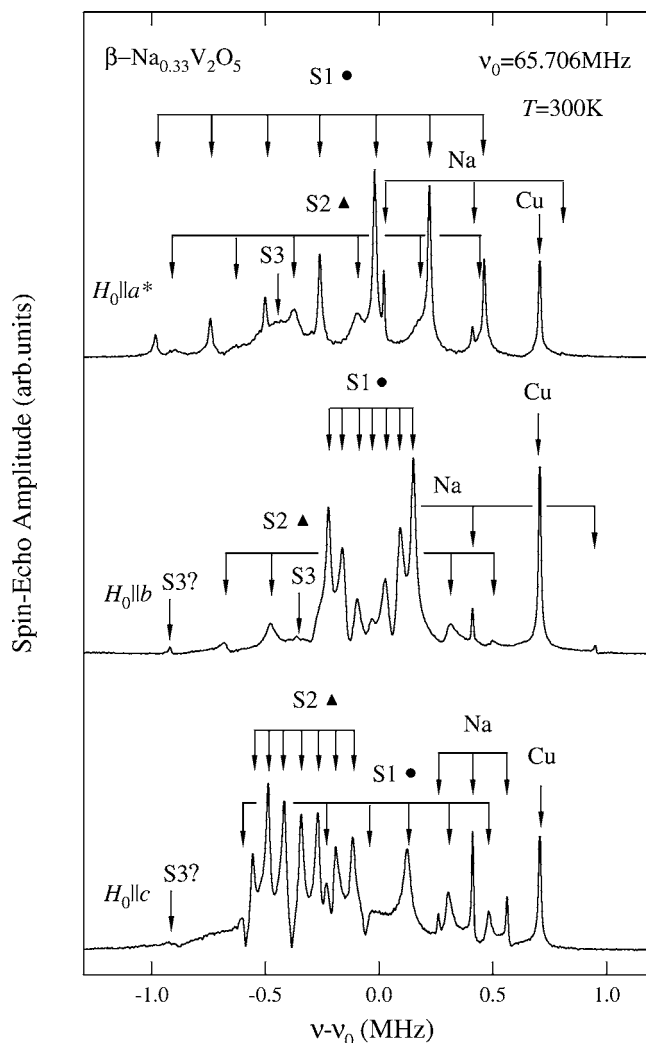 β–Na0.33V2O5
ν0=65.706MHz
S1 ●
T=300K
Na
S2 ▲
Cu
S3
H0||a*
S1 ●
Cu
Na
S2 ▲
S3?
S3
H0||b
S2 ▲
Na
S1 ●
Cu
S3?
H0||c
Spin-Echo Amplitude (arb.units)
-1.0 -0.5 0.0 0.5 1.0
ν-ν0 (MHz)